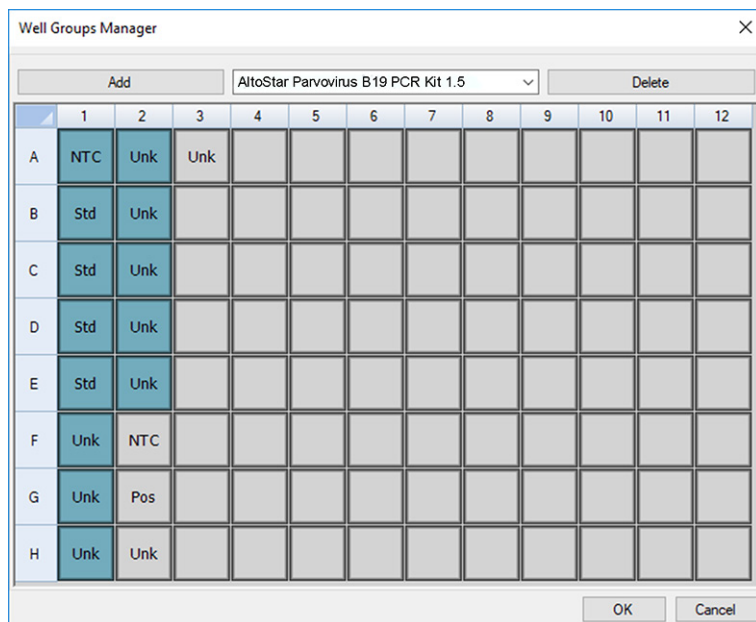 Well Groups Manager
Add AltoStar Parvovirus B19 PCR Kit 1.5 Delete
1 2 3 4 5 6 7 8 9 10 11 12
A NTC Unk Unk
B Std Unk
C Std Unk
D Std Unk
E Std Unk
F Unk NTC
G Unk Pos
H Unk Unk
OK Cancel